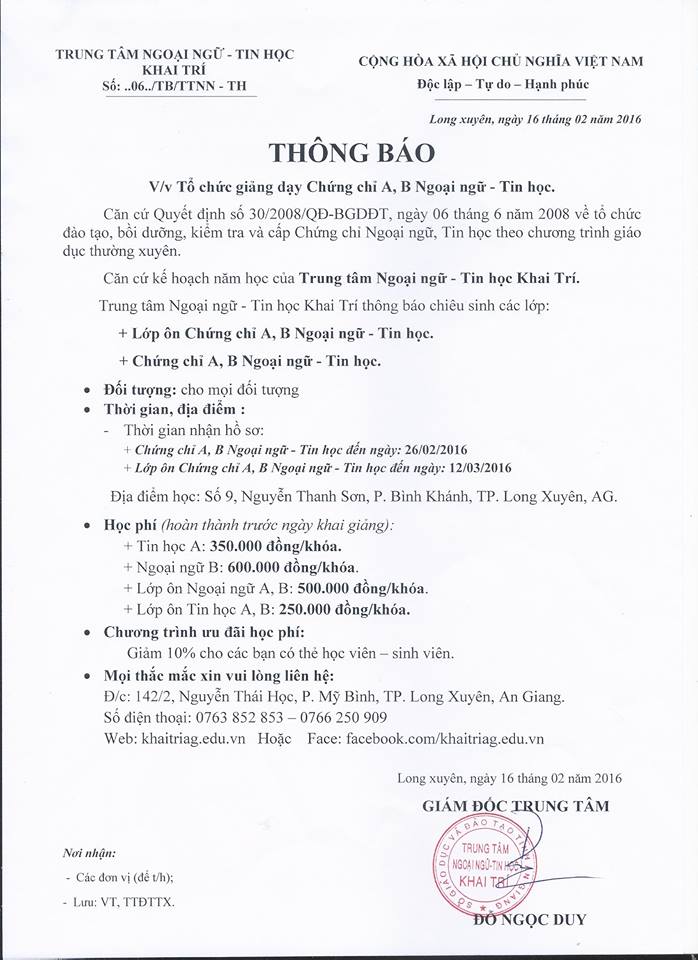 TRUNG TÂM NGOẠI NGỮ - TIN HỌC
KHAI TRÍ
Số: ..06../TB/TTNN - TH
CỘNG HÒA XÃ HỘI CHỦ NGHĨA VIỆT NAM
Độc lập – Tự do – Hạnh phúc
Long xuyên, ngày 16 tháng 02 năm 2016
THÔNG BÁO
V/v Tổ chức giảng dạy Chứng chỉ A, B Ngoại ngữ - Tin học.
Căn cứ Quyết định số 30/2008/QĐ-BGDĐT, ngày 06 tháng 6 năm 2008 về tổ chức
đào tạo, bồi dưỡng, kiểm tra và cấp Chứng chỉ Ngoại ngữ, Tin học theo chương trình giáo
dục thường xuyên.
Căn cứ kế hoạch năm học của Trung tâm Ngoại ngữ - Tin học Khai Trí.
Trung tâm Ngoại ngữ - Tin học Khai Trí thông báo chiêu sinh các lớp:
+ Lớp ôn Chứng chỉ A, B Ngoại ngữ - Tin học.
+ Chứng chỉ A, B Ngoại ngữ - Tin học.
• Đối tượng: cho mọi đối tượng
• Thời gian, địa điểm :
- Thời gian nhận hồ sơ:
+ Chứng chỉ A, B Ngoại ngữ - Tin học đến ngày: 26/02/2016
+ Lớp ôn Chứng chỉ A, B Ngoại ngữ - Tin học đến ngày: 12/03/2016
Địa điểm học: Số 9, Nguyễn Thanh Sơn, P. Bình Khánh, TP. Long Xuyên, AG.
• Học phí (hoàn thành trước ngày khai giảng):
+ Tin học A: 350.000 đồng/khóa.
+ Ngoại ngữ B: 600.000 đồng/khóa.
+ Lớp ôn Ngoại ngữ A, B: 500.000 đồng/khóa.
+ Lớp ôn Tin học A, B: 250.000 đồng/khóa.
• Chương trình ưu đãi học phí:
Giảm 10% cho các bạn có thẻ học viên – sinh viên.
• Mọi thắc mắc xin vui lòng liên hệ:
Đ/c: 142/2, Nguyễn Thái Học, P. Mỹ Bình, TP. Long Xuyên, An Giang.
Số điện thoại: 0763 852 853 – 0766 250 909
Web: khaitriag.edu.vn Hoặc Face: facebook.com/khaitriag.edu.vn
Long xuyên, ngày 16 tháng 02 năm 2016
GIÁM ĐỐC TRUNG TÂM
SỞ GIÁO DỤC VÀ ĐÀO TẠO TỈNH AN GIANG
TRUNG TÂM
NGOẠI NGỮ-TIN HỌC
KHAI TRÍ
ĐỖ NGỌC DUY
Nơi nhận:
- Các đơn vị (để t/h);
- Lưu: VT, TTĐTTX.